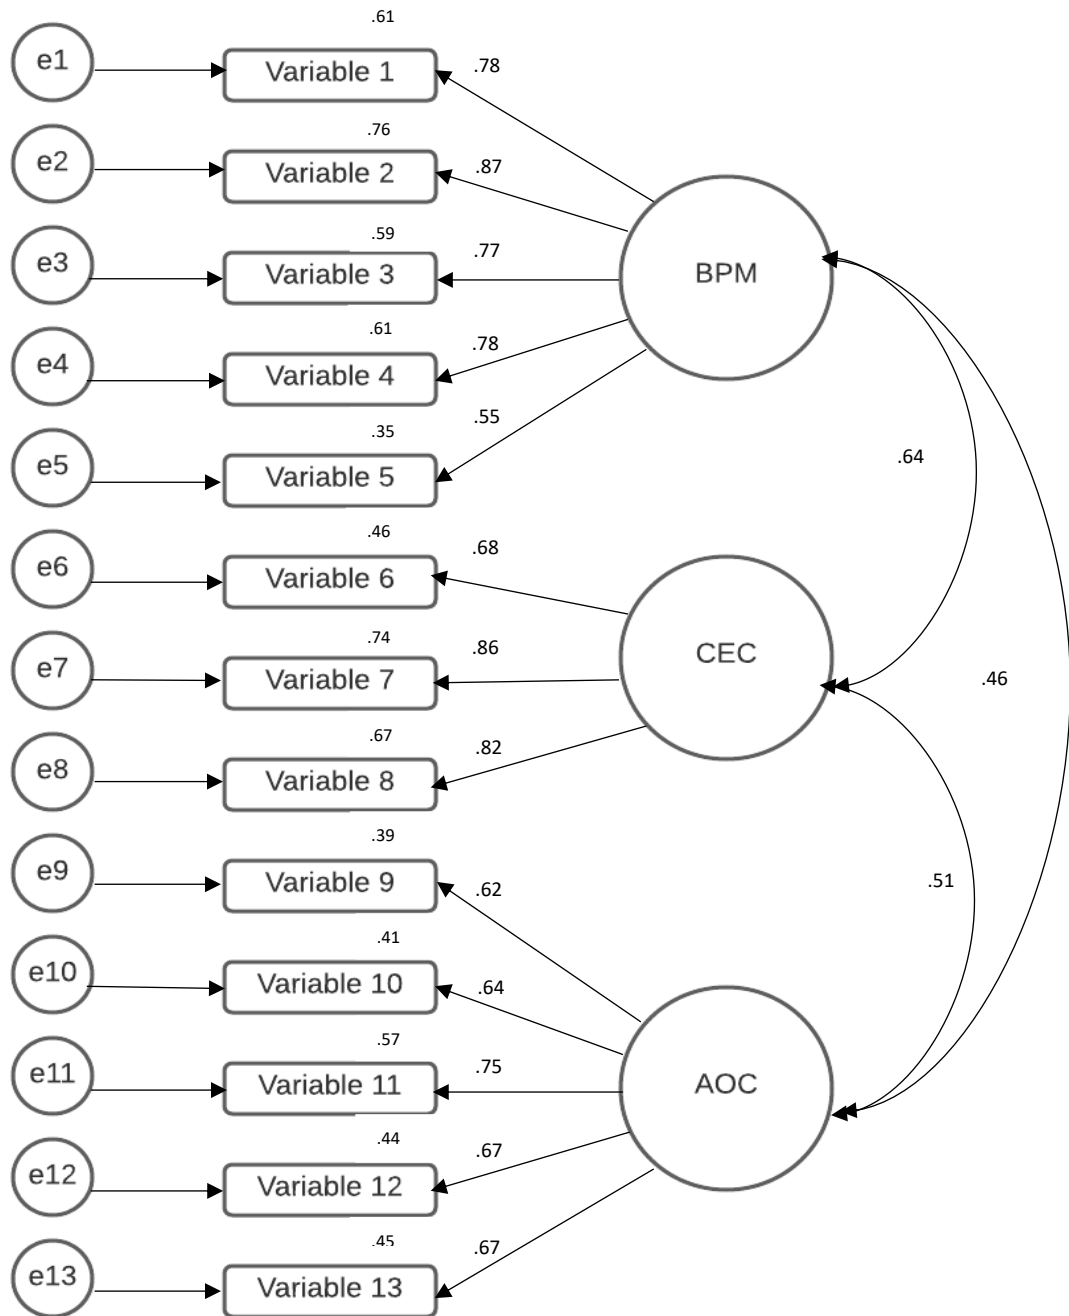 .61
e1
Variable 1
.78
.76
e2
Variable 2
.87
.59
e3
Variable 3
.77
BPM
.61
e4
Variable 4
.78
.35
.55
e5
Variable 5
.64
.46
e6
Variable 6
.68
.74
e7
Variable 7
.86
CEC
.46
.67
e8
Variable 8
.82
.39
e9
Variable 9
.62
.51
.41
e10
Variable 10
.64
.57
e11
Variable 11
.75
AOC
.44
e12
Variable 12
.67
.45
e13
Variable 13
.67